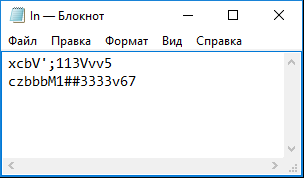 In — Блокнот
Файл Правка Формат Вид Справка
xcbV';113Vvv5
czbbbM1##3333v67